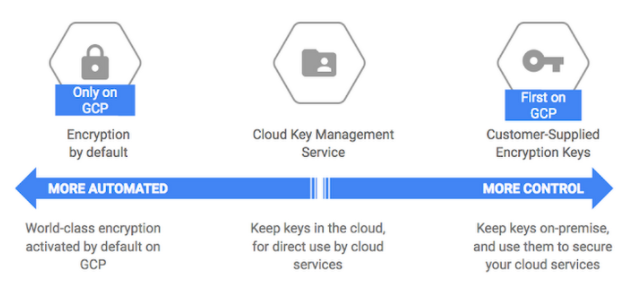 Only on
GCP
First on
GCP
Encryption
by default
Cloud Key Management
Service
Customer-Supplied
Encryption Keys
MORE AUTOMATED
MORE CONTROL
World-class encryption
activated by default on
GCP
Keep keys in the cloud,
for direct use by cloud
services
Keep keys on-premise,
and use them to secure
your cloud services